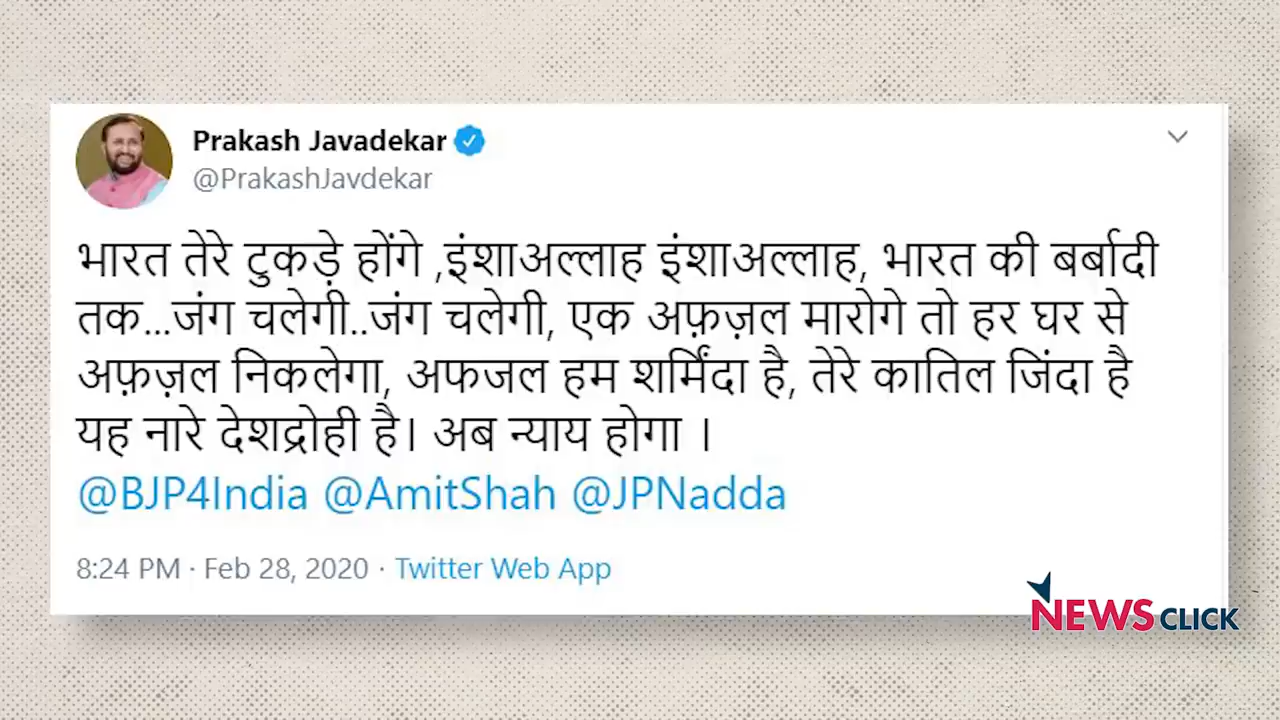 Prakash Javadekar
@PrakashJavdekar
भारत तेरे टुकड़े होंगे ,इंशाअल्लाह इंशाअल्लाह, भारत की बर्बादी
तक...जंग चलेगी..जंग चलेगी, एक अफ़ज़ल मारोगे तो हर घर से
अफ़ज़ल निकलेगा, अफजल हम शर्मिंदा है, तेरे कातिल जिंदा है
यह नारे देशद्रोही है। अब न्याय होगा ।
@BJP4India @AmitShah @JPNadda
8:24 PM · Feb 28, 2020 · Twitter Web App
NEWSCLICK